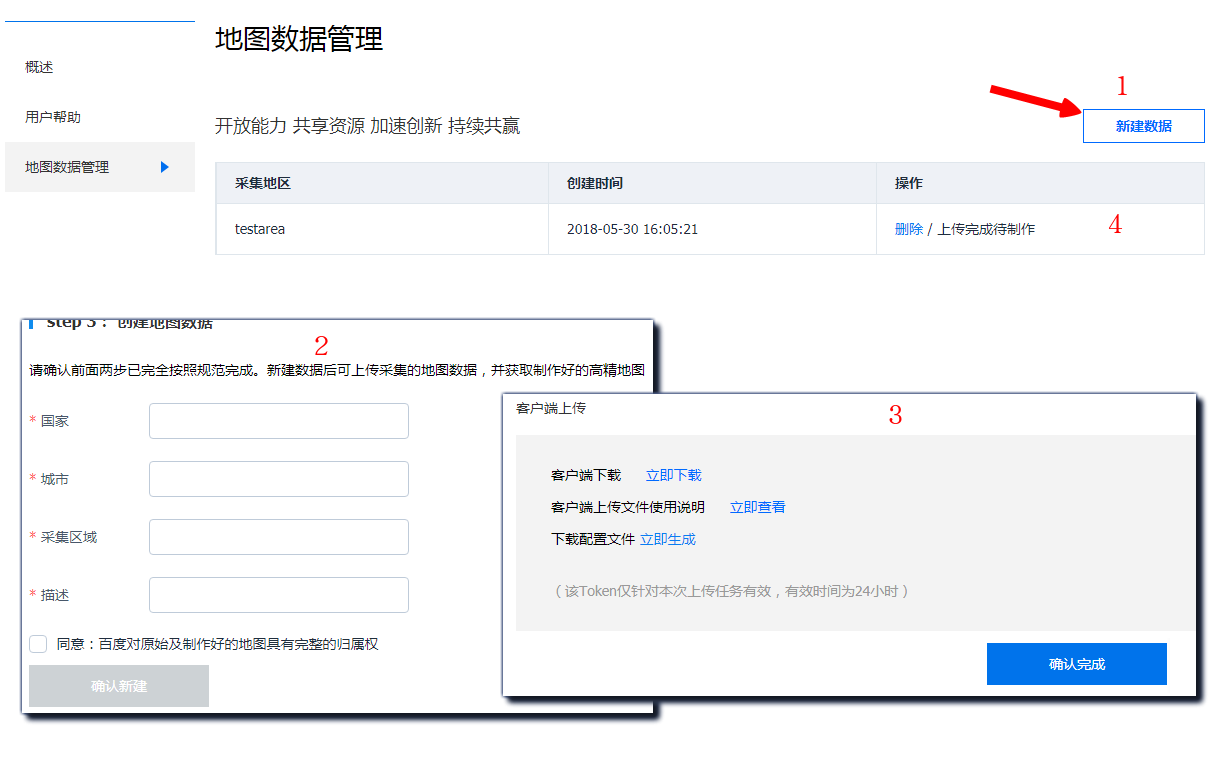 地图数据管理
概述
用户帮助
地图数据管理
开放能力 共享资源 加速创新 持续共赢
1
新建数据
采集地区 创建时间 操作
testarea 2018-05-30 16:05:21 删除 / 上传完成待制作 4
step 3： 创建地图数据
2
请确认前面两步已完全按照规范完成。新建数据后可上传采集的地图数据，并获取制作好的高精地图
* 国家
* 城市
* 采集区域
* 描述
同意：百度对原始及制作好的地图具有完整的归属权
确认新建
客户端上传 3
客户端下载 立即下载
客户端上传文件使用说明 立即查看
下载配置文件 立即生成
（该Token仅针对本次上传任务有效，有效时间为24小时）
确认完成